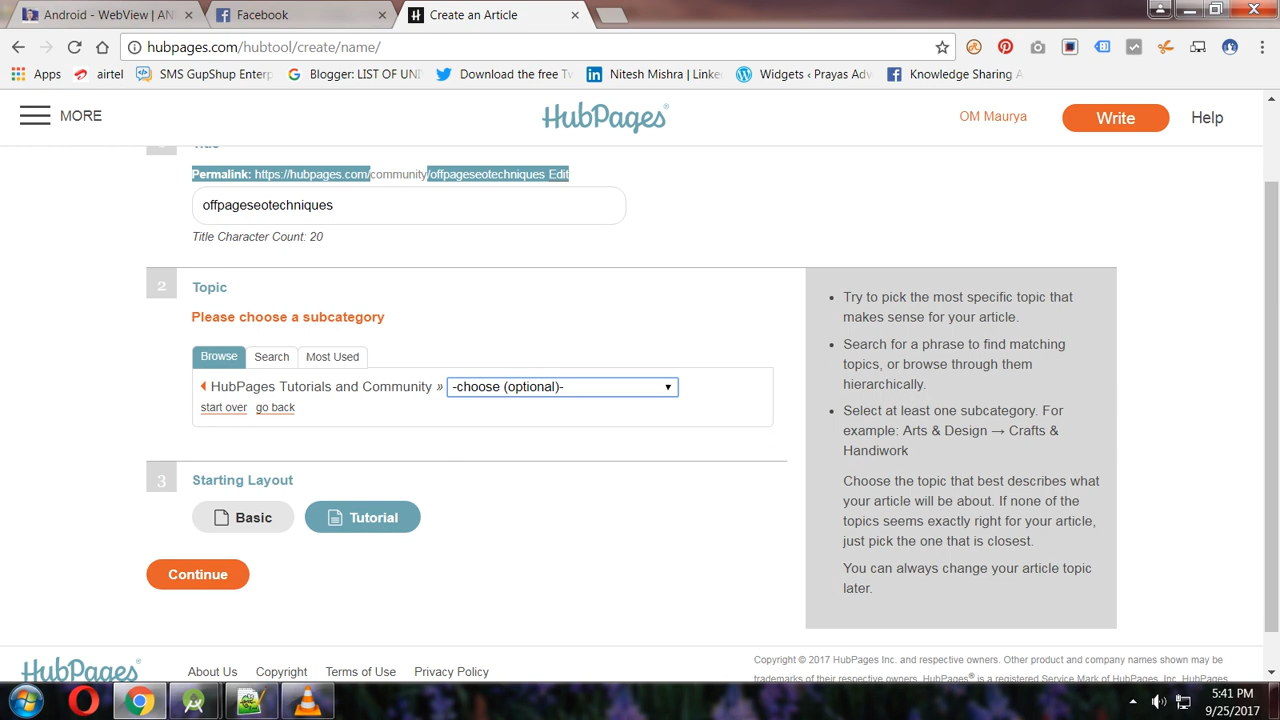 Android - WebView | AN
Facebook
Create an Article
hubpages.com/hubtool/create/name/
Apps
airtel
SMS GupShup Enterp
Blogger: LIST OF UND
Download the free Tw
Nitesh Mishra | Linke
Widgets ‹ Prayas Adv
Knowledge Sharing A
MORE
HubPages®
OM Maurya
Write
Help
Permalink: https://hubpages.com/community/offpageseotechniques Edit
offpageseotechniques
Title Character Count: 20
2
Topic
Please choose a subcategory
Browse
Search
Most Used
HubPages Tutorials and Community » -choose (optional)-
start over go back
Try to pick the most specific topic that
makes sense for your article.
Search for a phrase to find matching
topics, or browse through them
hierarchically.
Select at least one subcategory. For
example: Arts & Design → Crafts &
Handiwork
Choose the topic that best describes what
your article will be about. If none of the
topics seems exactly right for your article,
just pick the one that is closest.
You can always change your article topic
later.
3
Starting Layout
Basic
Tutorial
Continue
HubPages
About Us
Copyright
Terms of Use
Privacy Policy
Copyright © 2017 HubPages Inc. and respective owners. Other product and company names shown may be
trademarks of their respective owners. HubPages® is a registered Service Mark of HubPages, Inc. HubPages
5:41 PM
9/25/2017